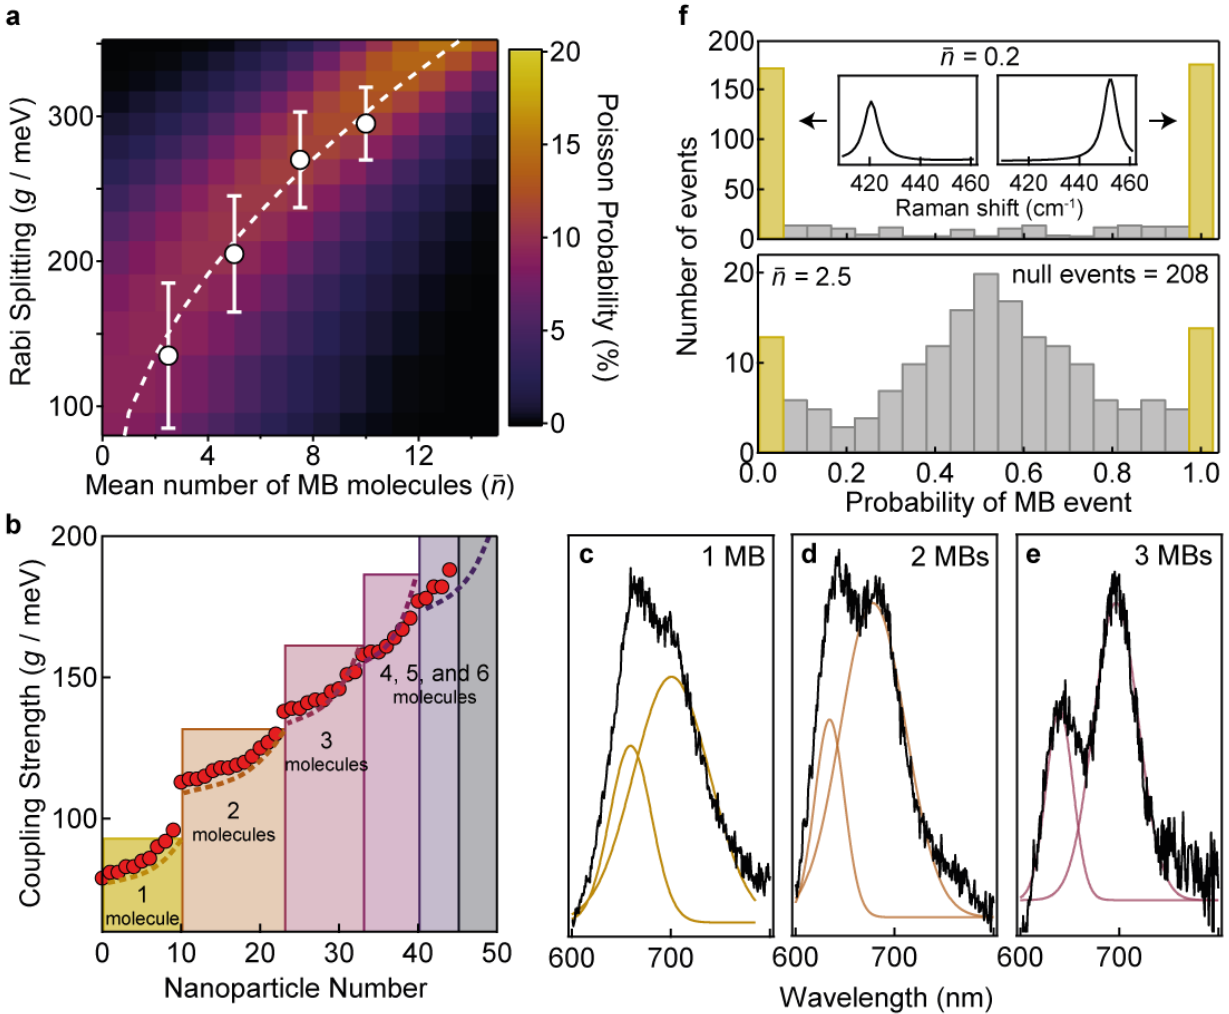 a
Rabi Splitting (g / meV)
300
200
100
0
4
8
12
Mean number of MB molecules (n̄)
20
15
10
5
0
Poisson Probability (%)
b
Coupling Strength (g / meV)
200
150
100
1
molecule
2
molecules
3
molecules
4, 5, and 6
molecules
0
10
20
30
40
50
Nanoparticle Number
f
Number of events
200
150
100
50
0
n̄ = 0.2
420 440 460
420 440 460
Raman shift (cm⁻¹)
20
10
0
n̄ = 2.5
null events = 208
0.0 0.2 0.4 0.6 0.8 1.0
Probability of MB event
c 1 MB
d 2 MBs
e 3 MBs
600 700
600 700
600 700
Wavelength (nm)